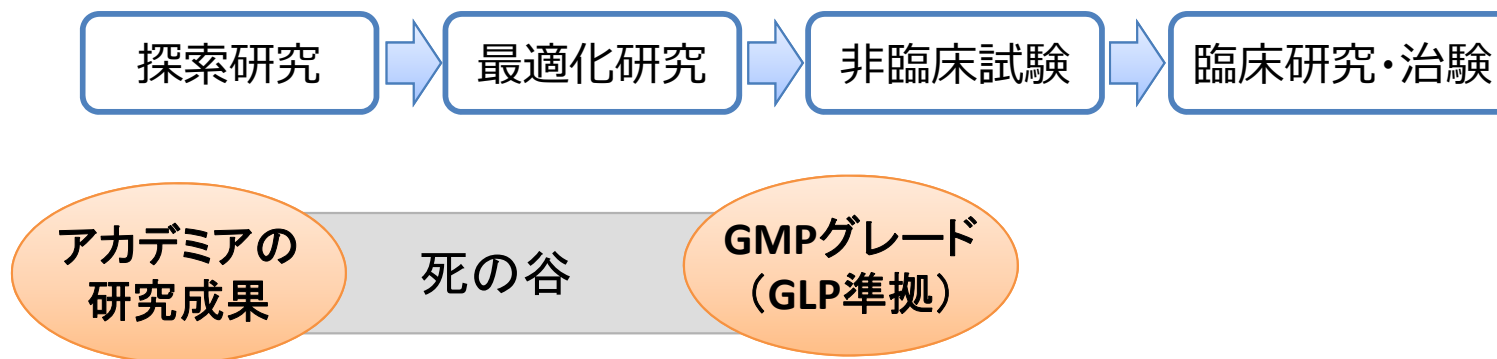 探索研究
最適化研究
非臨床試験
臨床研究・治験
アカデミアの
研究成果
死の谷
GMPグレード
（GLP準拠）